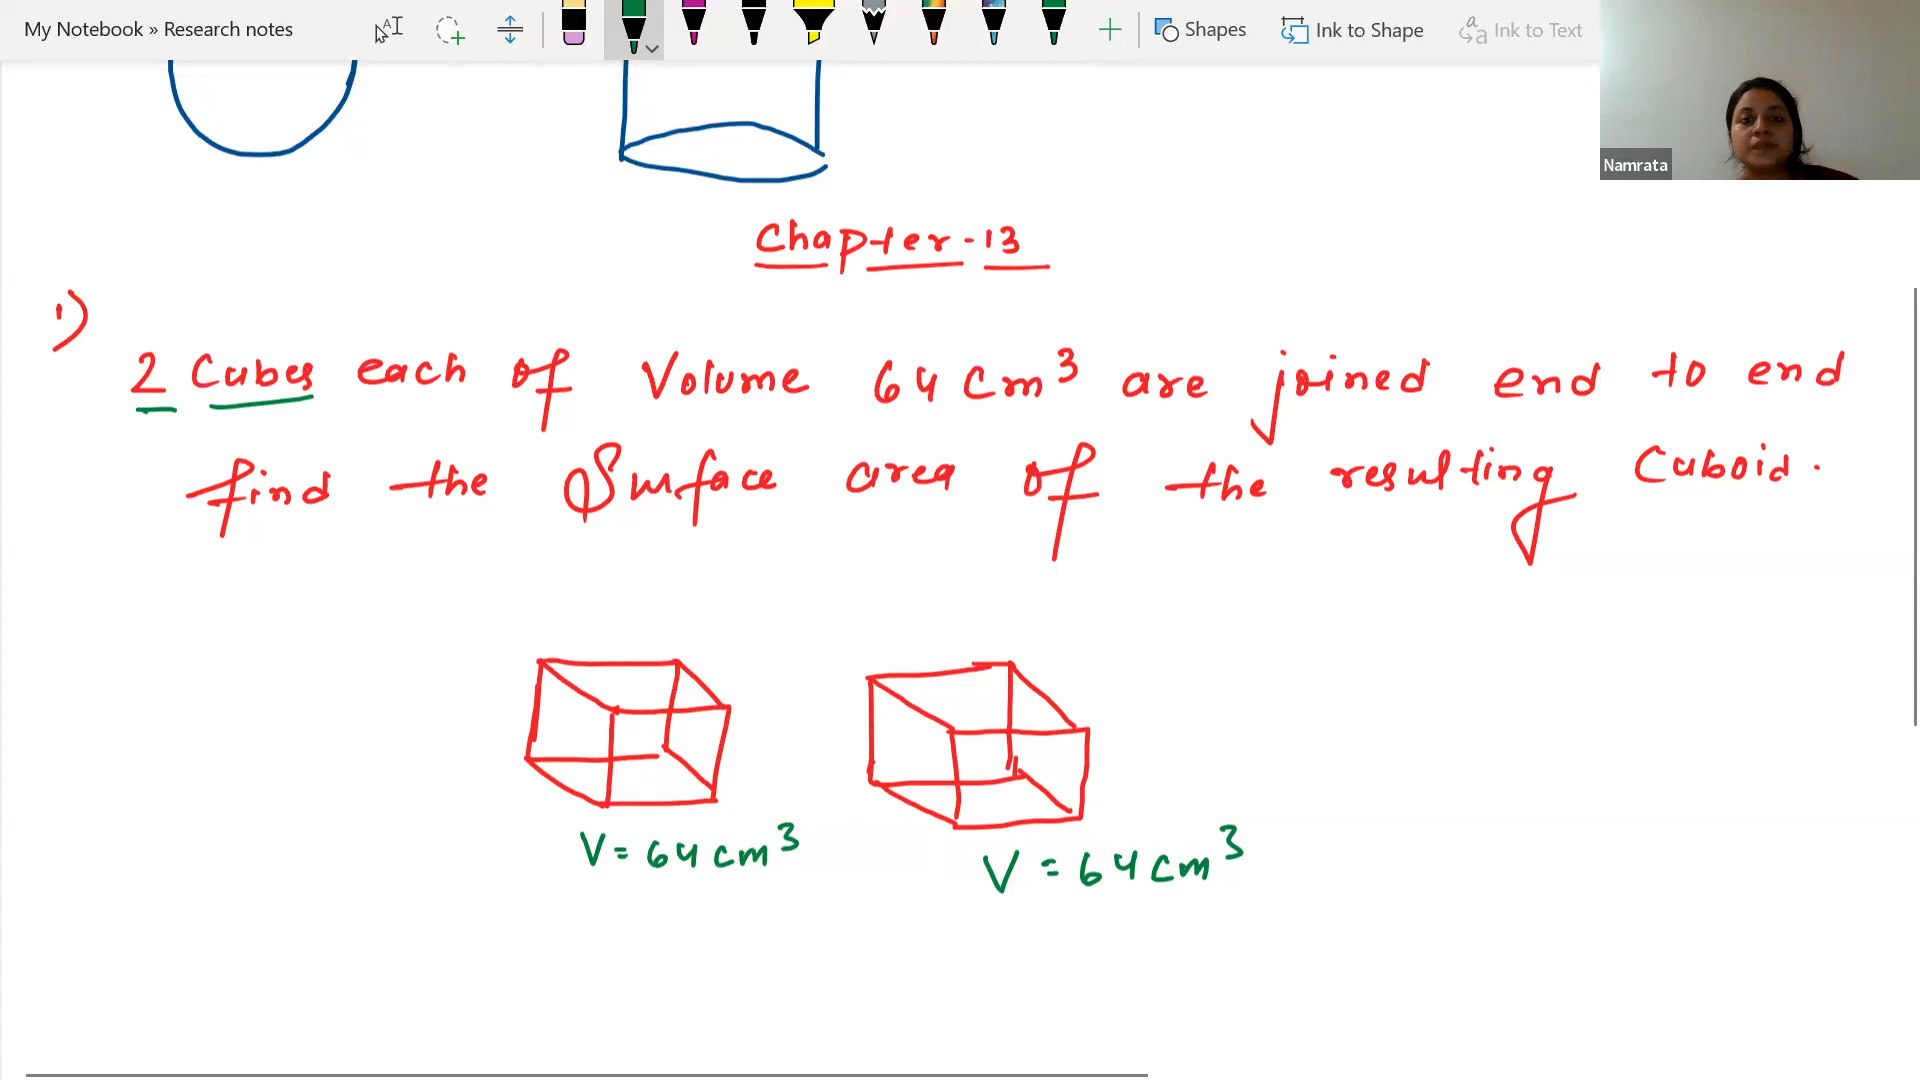 My Notebook » Research notes
Shapes
Ink to Shape
Ink to Text
Namrata
Chapter-13
1)
2 Cubes each of Volume 64 Cm³ are joined end to end
find the Surface area of the resulting Cuboid.
V = 64 cm³
V = 64 cm³